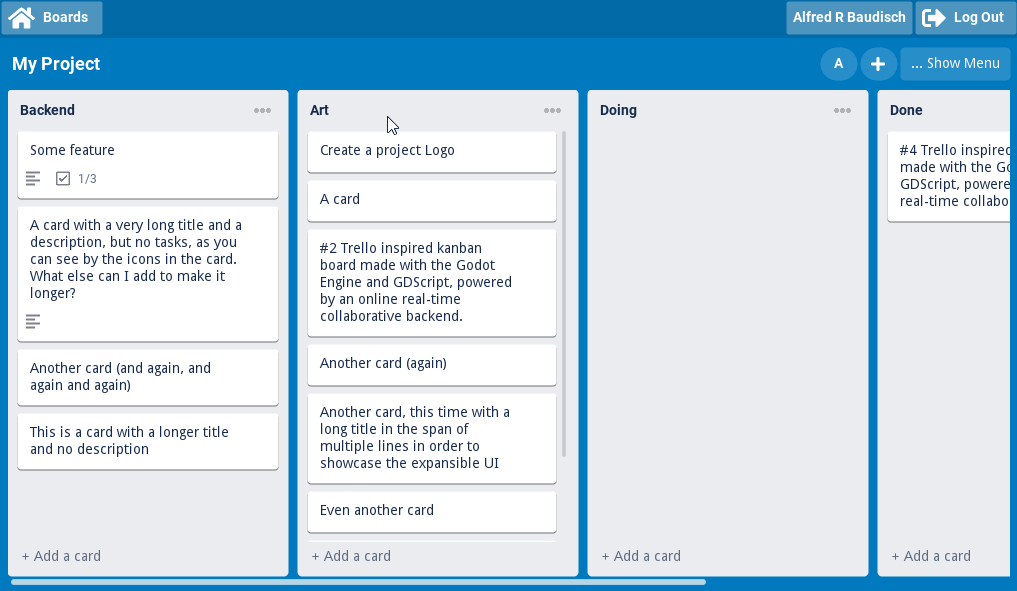 Boards
Alfred R Baudisch
Log Out
My Project
A
... Show Menu
Backend
Some feature
1/3
A card with a very long title and a
description, but no tasks, as you
can see by the icons in the card.
What else can I add to make it
longer?
Another card (and again, and
again and again)
This is a card with a longer title
and no description
+ Add a card
Art
Create a project Logo
A card
#2 Trello inspired kanban
board made with the Godot
Engine and GDScript, powered
by an online real-time
collaborative backend.
Another card (again)
Another card, this time with a
long title in the span of
multiple lines in order to
showcase the expansible UI
Even another card
+ Add a card
Doing
+ Add a card
Done
#4 Trello inspired
made with the Go
GDScript, powere
real-time collabo
+ Add a card